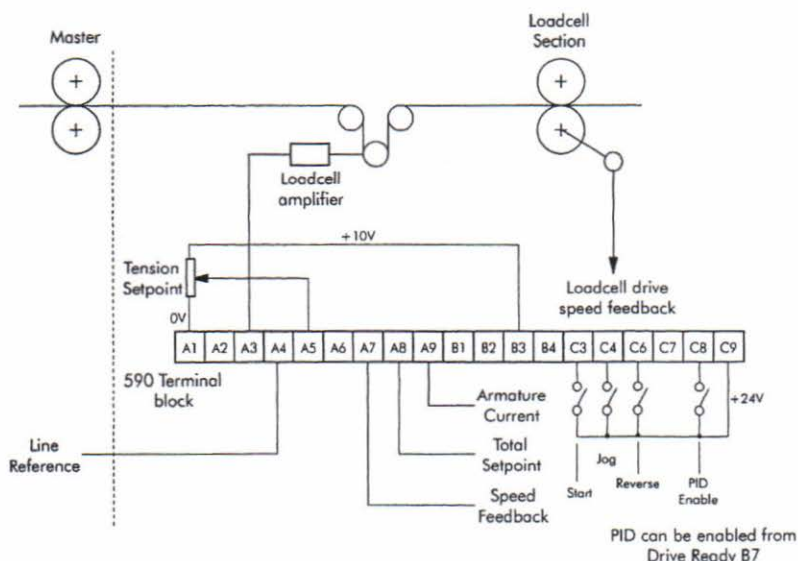 Master
Loadcell
Section
+
+
+
+
Loadcell
amplifier
+10V
Tension
Setpoint
Loadcell drive
speed feedback
0V
A1 A2 A3 A4 A5 A6 A7 A8 A9 B1 B2 B3 B4 C3 C4 C6 C7 C8 C9
590 Terminal
block
Armature
Current
+24V
Line
Reference
Total
Setpoint
Jog
Start
Reverse
PID
Enable
Speed
Feedback
PID can be enabled from
Drive Ready B7